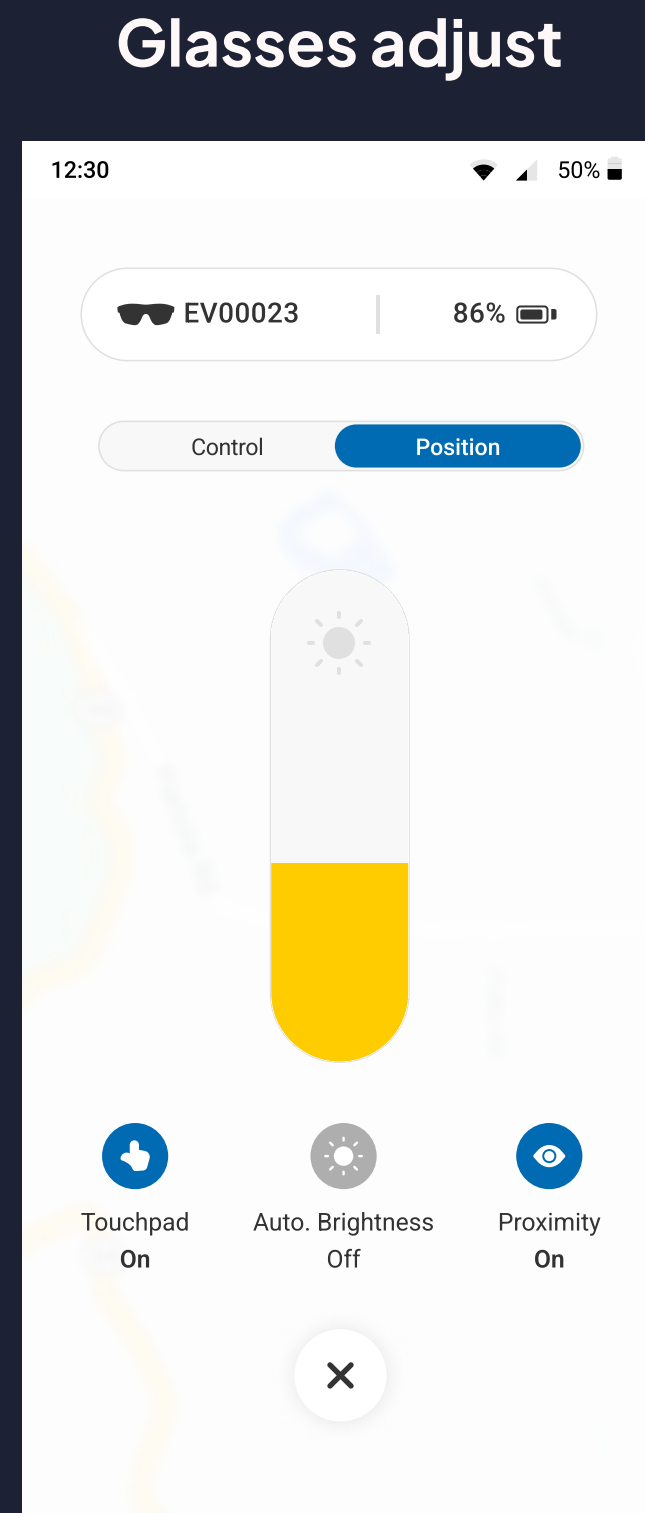 Glasses adjust
12:30 50%
EV00023 86%
Control Position
Touchpad Auto. Brightness Proximity
On Off On